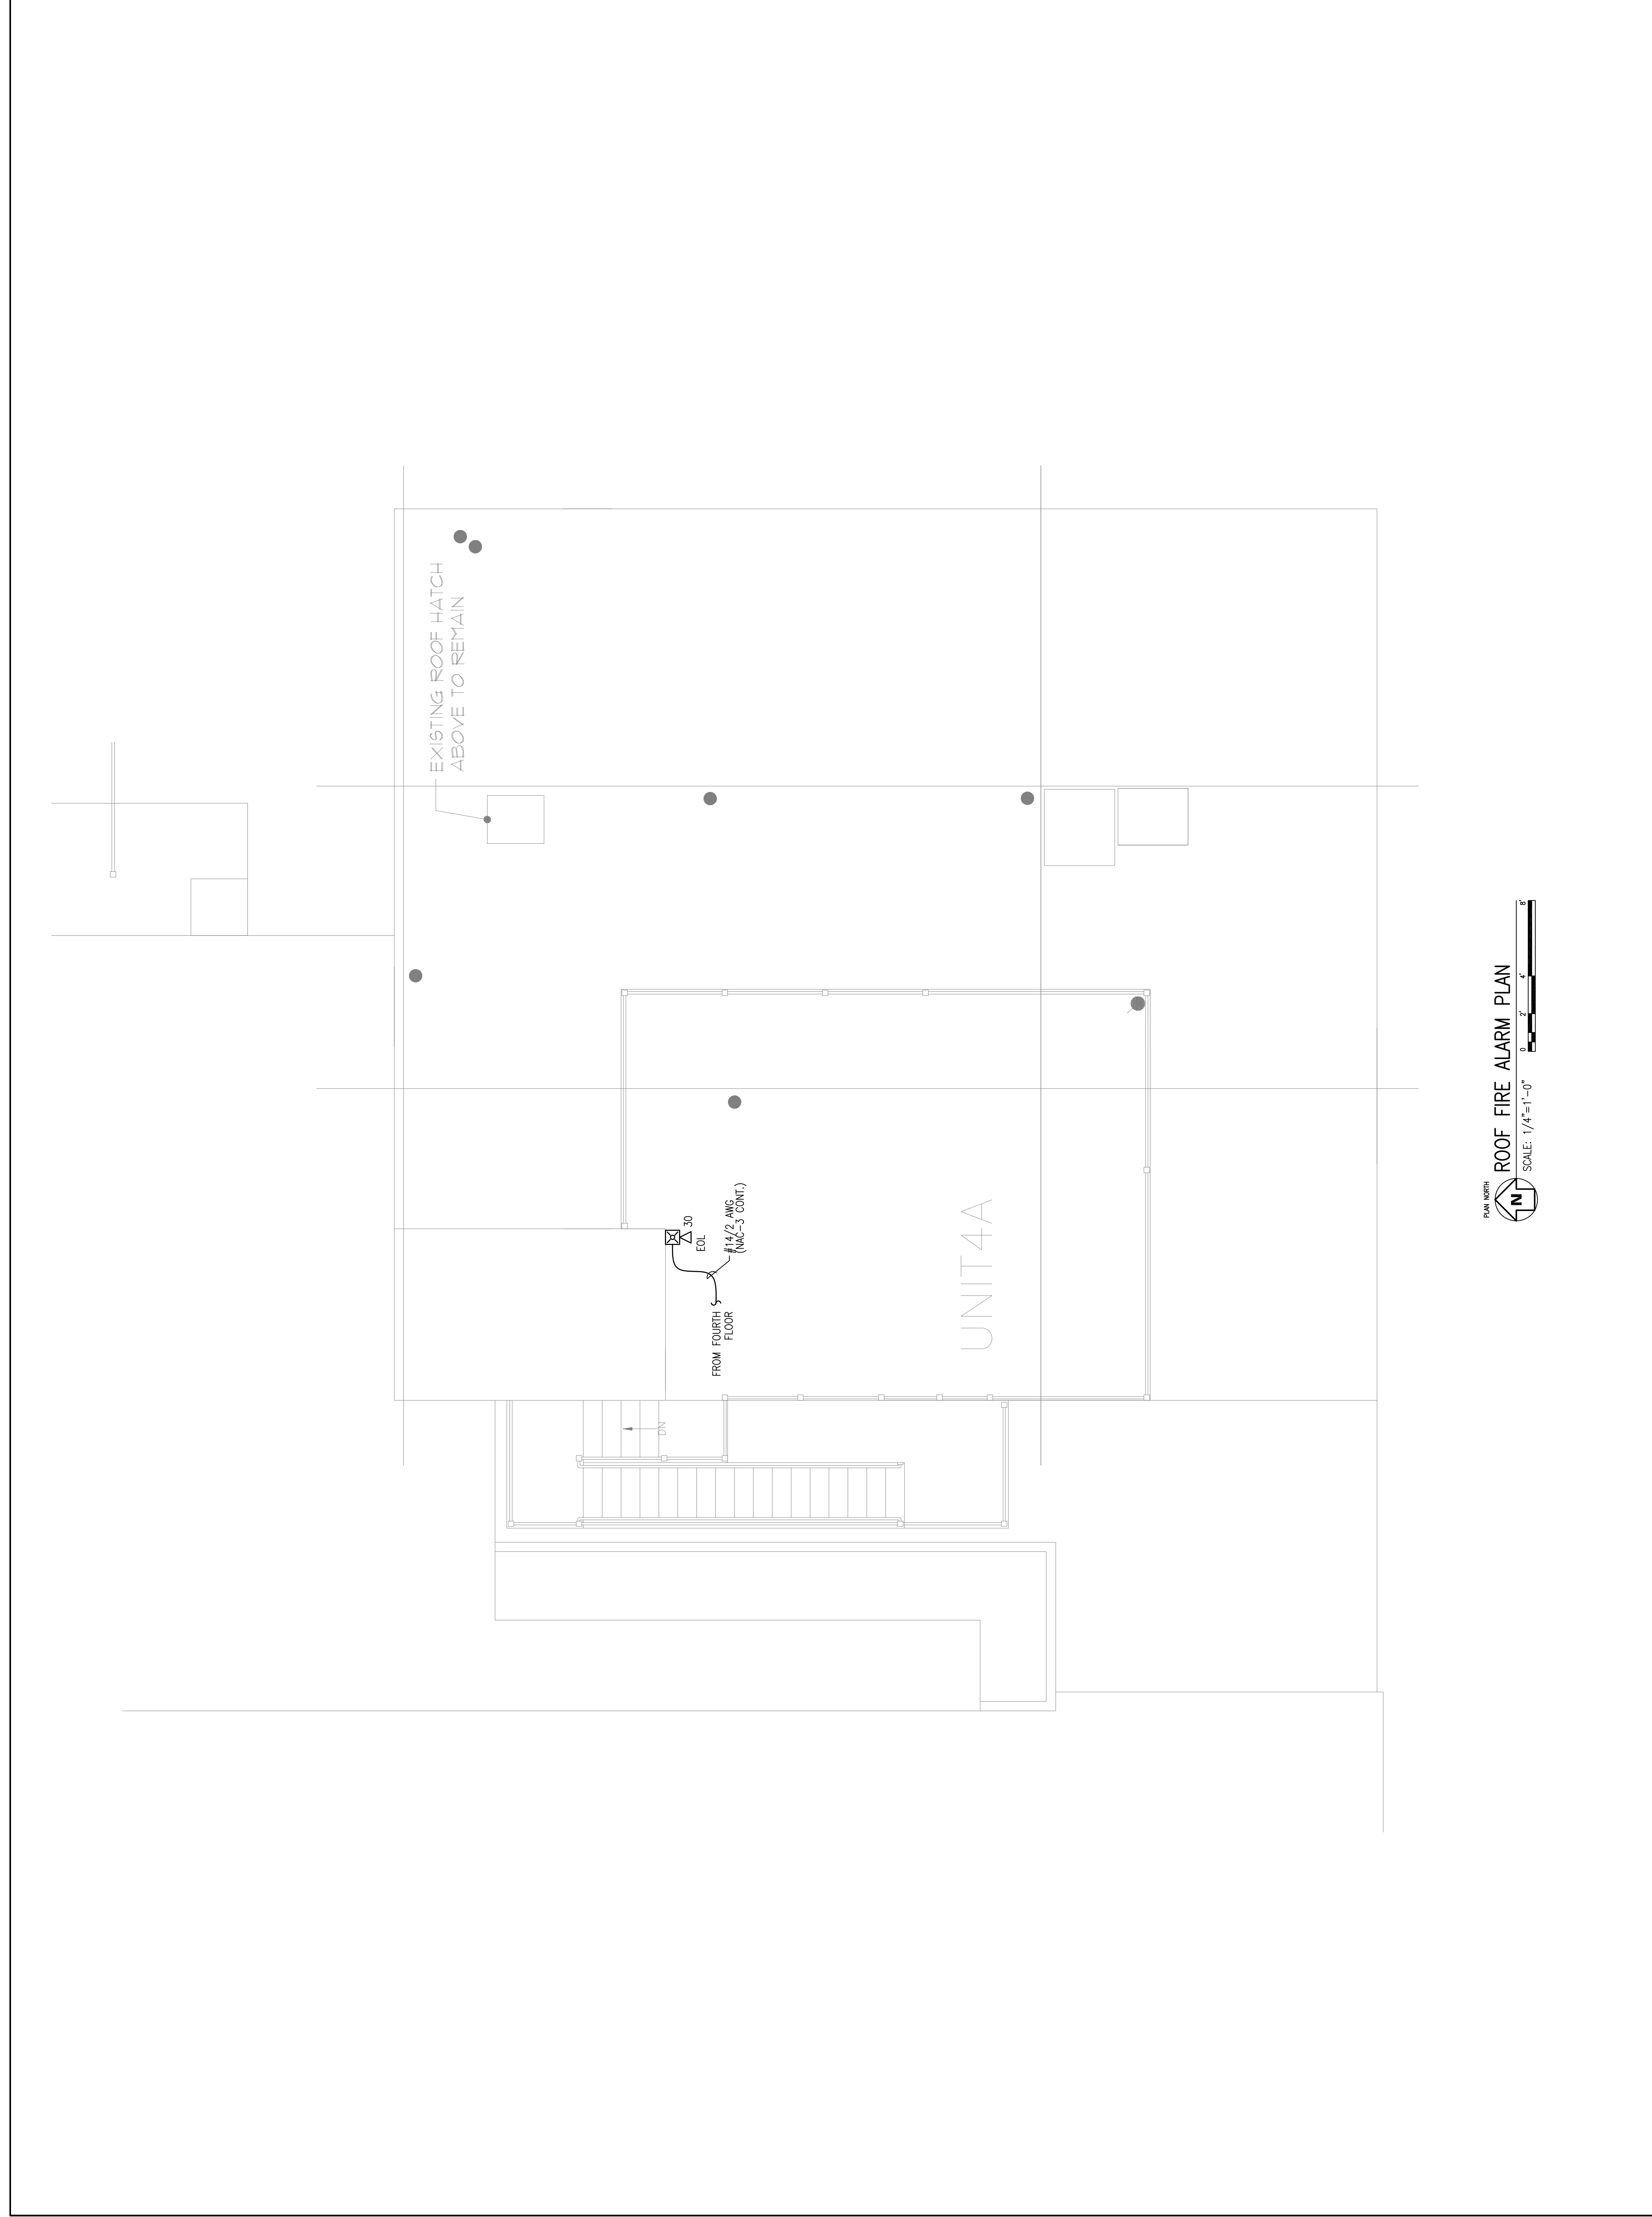 EXISTING ROOF HATCH
ABOVE TO REMAIN
30
EOL
#14/2 AWG
(NAC-3 CONT.)
FROM FOURTH
FLOOR
DN
UNIT4A
PLAN NORTH
N
ROOF FIRE ALARM PLAN
SCALE: 1/4"=1'-0"
0 2' 4' 8'